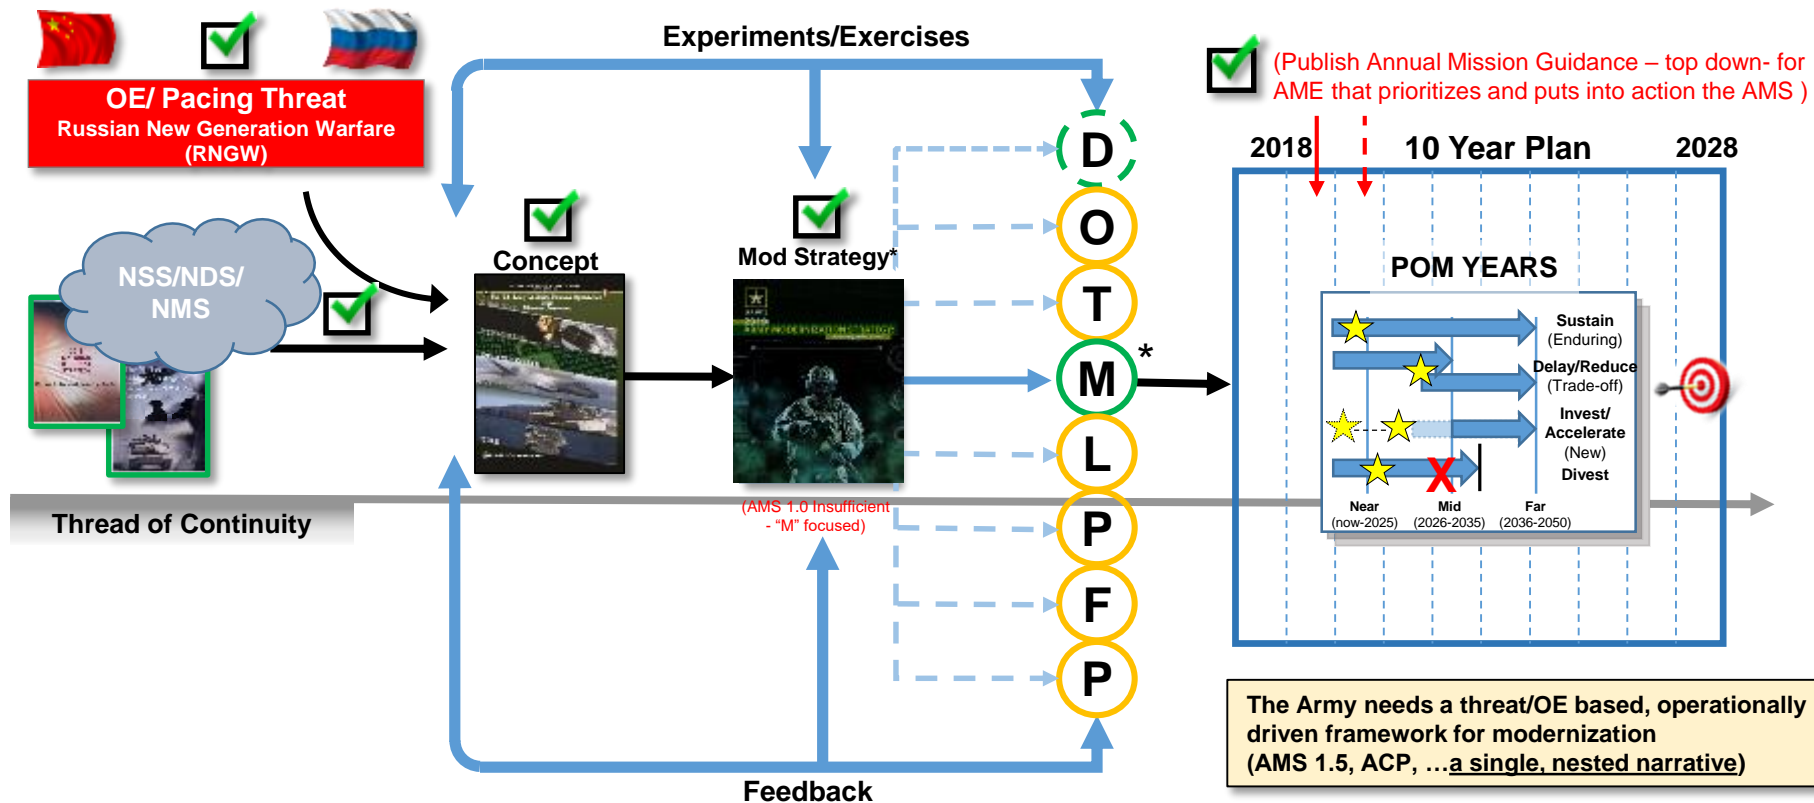 Experiments/Exercises
(Publish Annual Mission Guidance – top down- for
AME that prioritizes and puts into action the AMS )
OE/ Pacing Threat
Russian New Generation Warfare
(RNGW)
2018
10 Year Plan
2028
NSS/NDS/
NMS
Concept
Mod Strategy*
D
O
T
M
*
L
P
F
P
POM YEARS
Sustain
(Enduring)
Delay/Reduce
(Trade-off)
Invest/
Accelerate
(New)
Divest
X
Near
(now-2025)
Mid
(2026-2035)
Far
(2036-2050)
Thread of Continuity
(AMS 1.0 Insufficient
- “M” focused)
Feedback
The Army needs a threat/OE based, operationally
driven framework for modernization
(AMS 1.5, ACP, …a single, nested narrative)